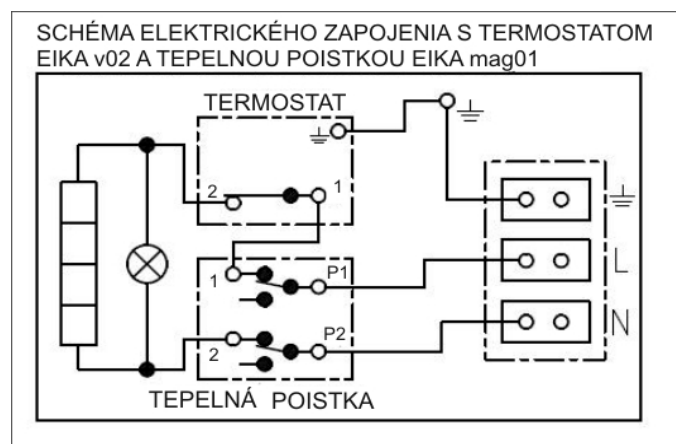 SCHÉMA ELEKTRICKÉHO ZAPOJENIA S TERMOSTATOM
EIKA v02 A TEPELNOU POISTKOU EIKA mag01
TERMOSTAT
2
1
1
P1
L
2
P2
N
TEPELNÁ POISTKA